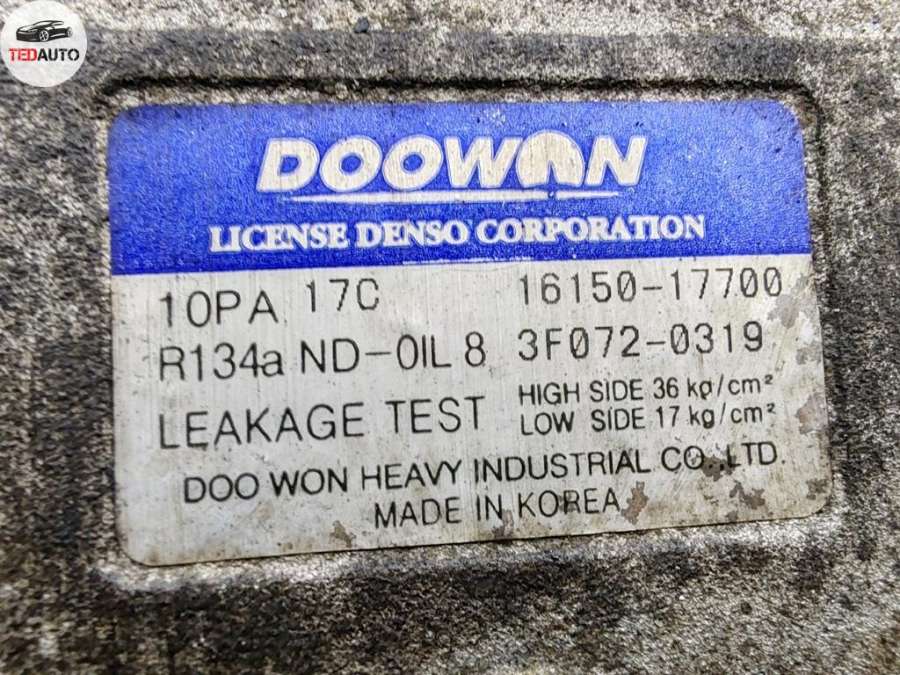 TEDAUTO
DOOWON
LICENSE DENSO CORPORATION
10PA 17C 16150-17700
R134a ND-OIL 8 3F072-0319
LEAKAGE TEST HIGH SIDE 36 kg/cm²
LOW SIDE 17 kg/cm²
DOO WON HEAVY INDUSTRIAL CO.,LTD.
MADE IN KOREA